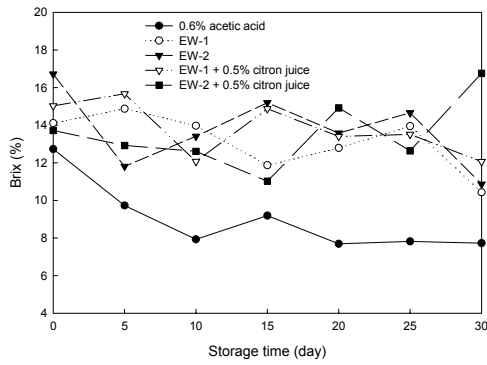 20
18
16
14
12
10
8
6
4
Brix (%)
0.6% acetic acid
EW-1
EW-2
EW-1 + 0.5% citron juice
EW-2 + 0.5% citron juice
0 5 10 15 20 25 30
Storage time (day)